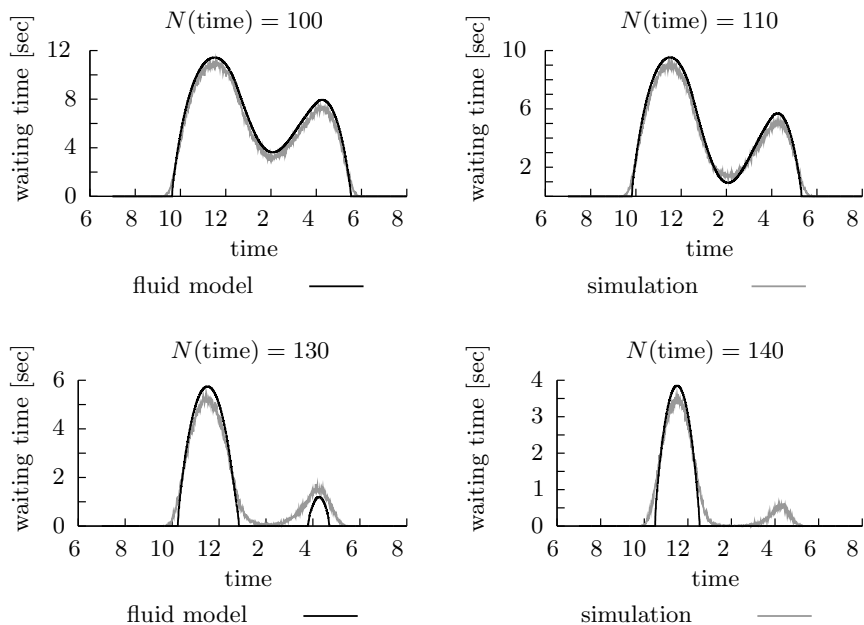 N(time) = 100
waiting time [sec]
12
8
4
0
6 8 10 12 2 4 6 8
time
N(time) = 110
waiting time [sec]
10
6
2
6 8 10 12 2 4 6 8
time
fluid model
simulation
N(time) = 130
waiting time [sec]
6
4
2
0
6 8 10 12 2 4 6 8
time
N(time) = 140
waiting time [sec]
4
3
2
1
0
6 8 10 12 2 4 6 8
time
fluid model
simulation